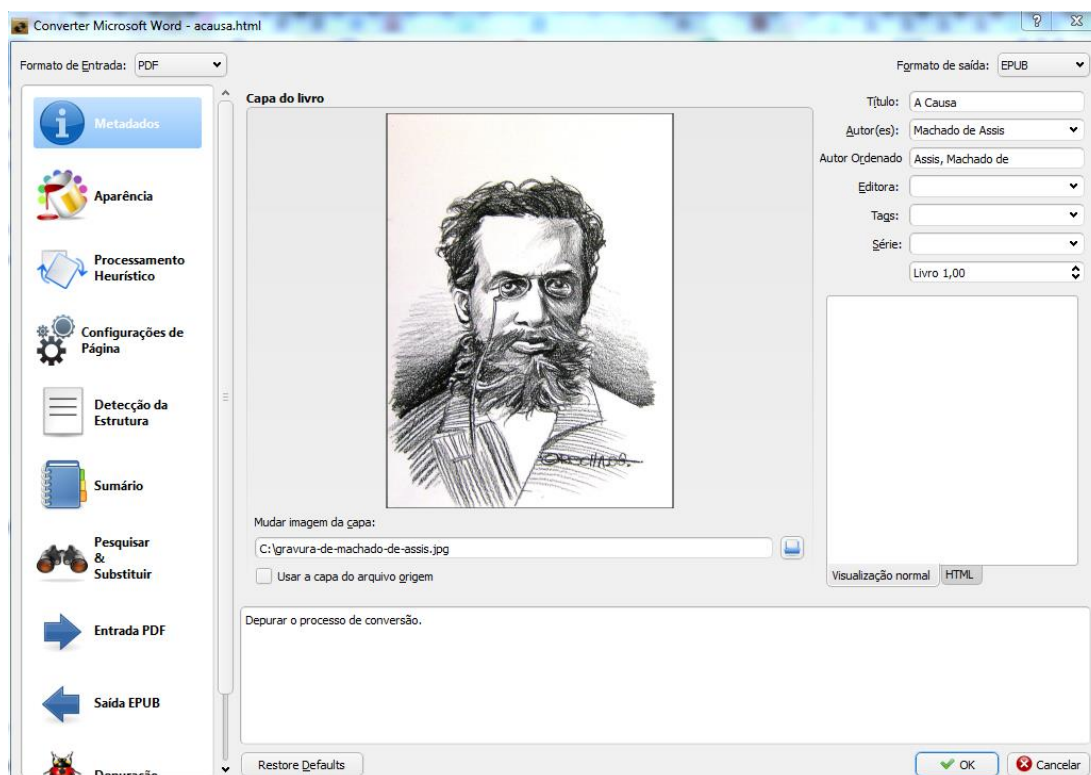 Converter Microsoft Word - acausa.html
?
Formato de Entrada: PDF
Formato de saída: EPUB
Metadados
Aparência
Processamento
Heurístico
Configurações de
Página
Detecção da
Estrutura
Sumário
Pesquisar
&
Substituir
Entrada PDF
Saída EPUB
Depuração
Capa do livro
Mudar imagem da capa:
C:\gravura-de-machado-de-assis.jpg
Usar a capa do arquivo origem
Título: A Causa
Autor(es): Machado de Assis
Autor Ordenado Assis, Machado de
Editora:
Tags:
Série:
Livro 1,00
Visualização normal HTML
Depurar o processo de conversão.
Restore Defaults
OK
Cancelar